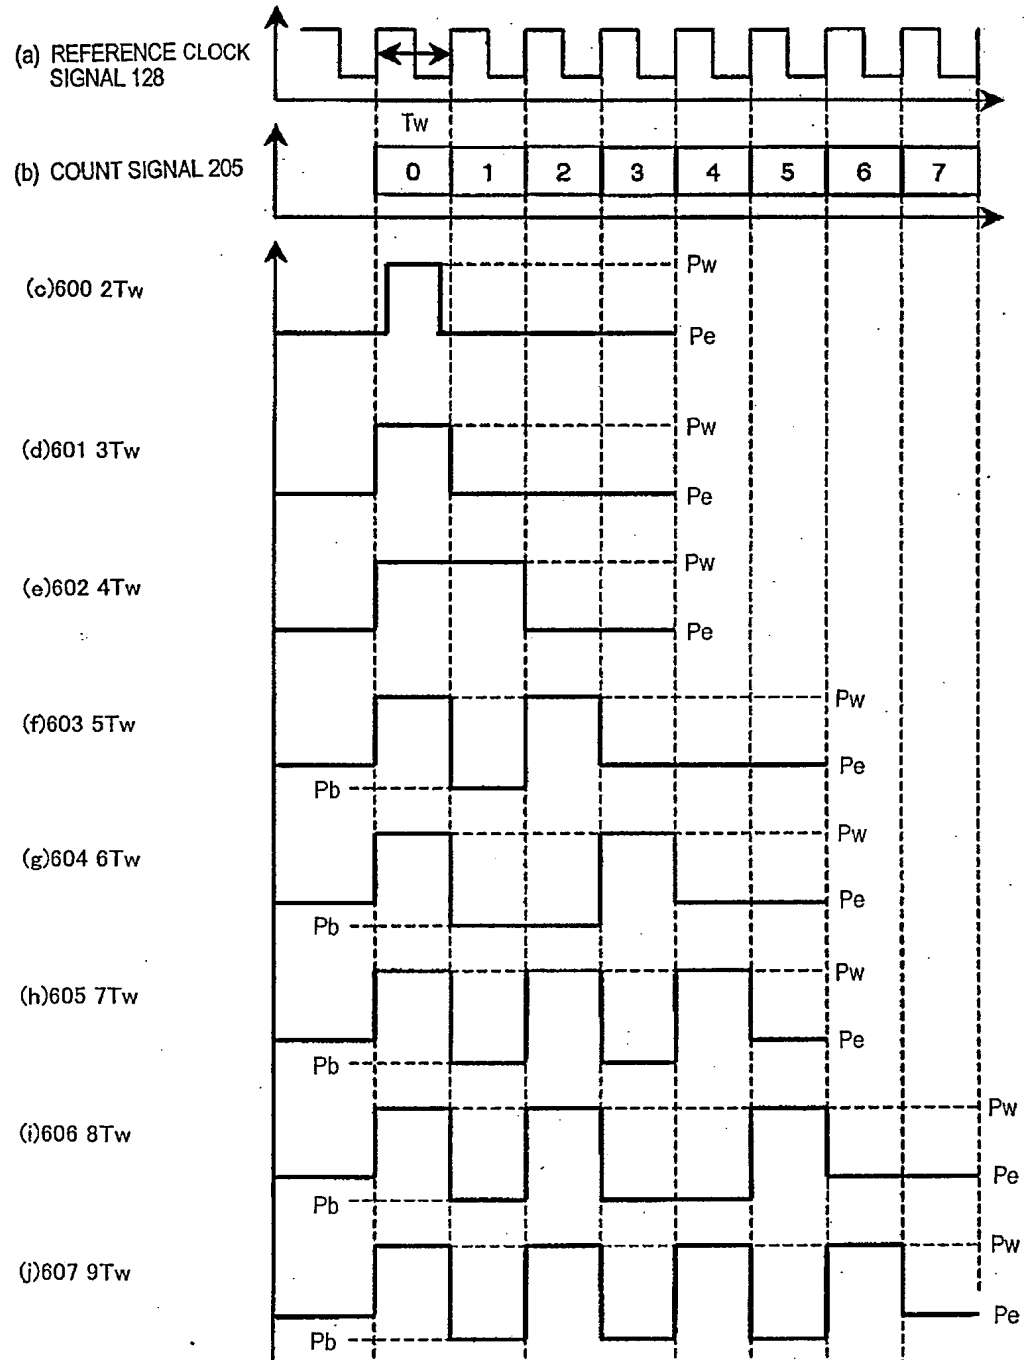 (a) REFERENCE CLOCK
SIGNAL 128
Tw
(b) COUNT SIGNAL 205
0 1 2 3 4 5 6 7
(c)600 2Tw
Pw
Pe
(d)601 3Tw
Pw
Pe
(e)602 4Tw
Pw
Pe
(f)603 5Tw
Pw
Pe
Pb
(g)604 6Tw
Pw
Pe
Pb
(h)605 7Tw
Pw
Pe
Pb
(i)606 8Tw
Pw
Pe
Pb
(j)607 9Tw
Pw
Pe
Pb